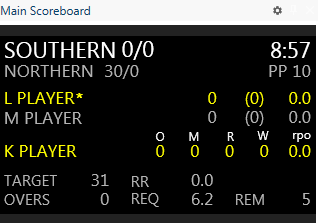 Main Scoreboard
SOUTHERN 0/0 8:57
NORTHERN 30/0 PP 10
L PLAYER* 0 (0) 0.0
M PLAYER 0 (0) 0.0
O M R W rpo
K PLAYER 0 0 0 0 0.0
TARGET 31 RR 0.0
OVERS 0 REQ 6.2 REM 5